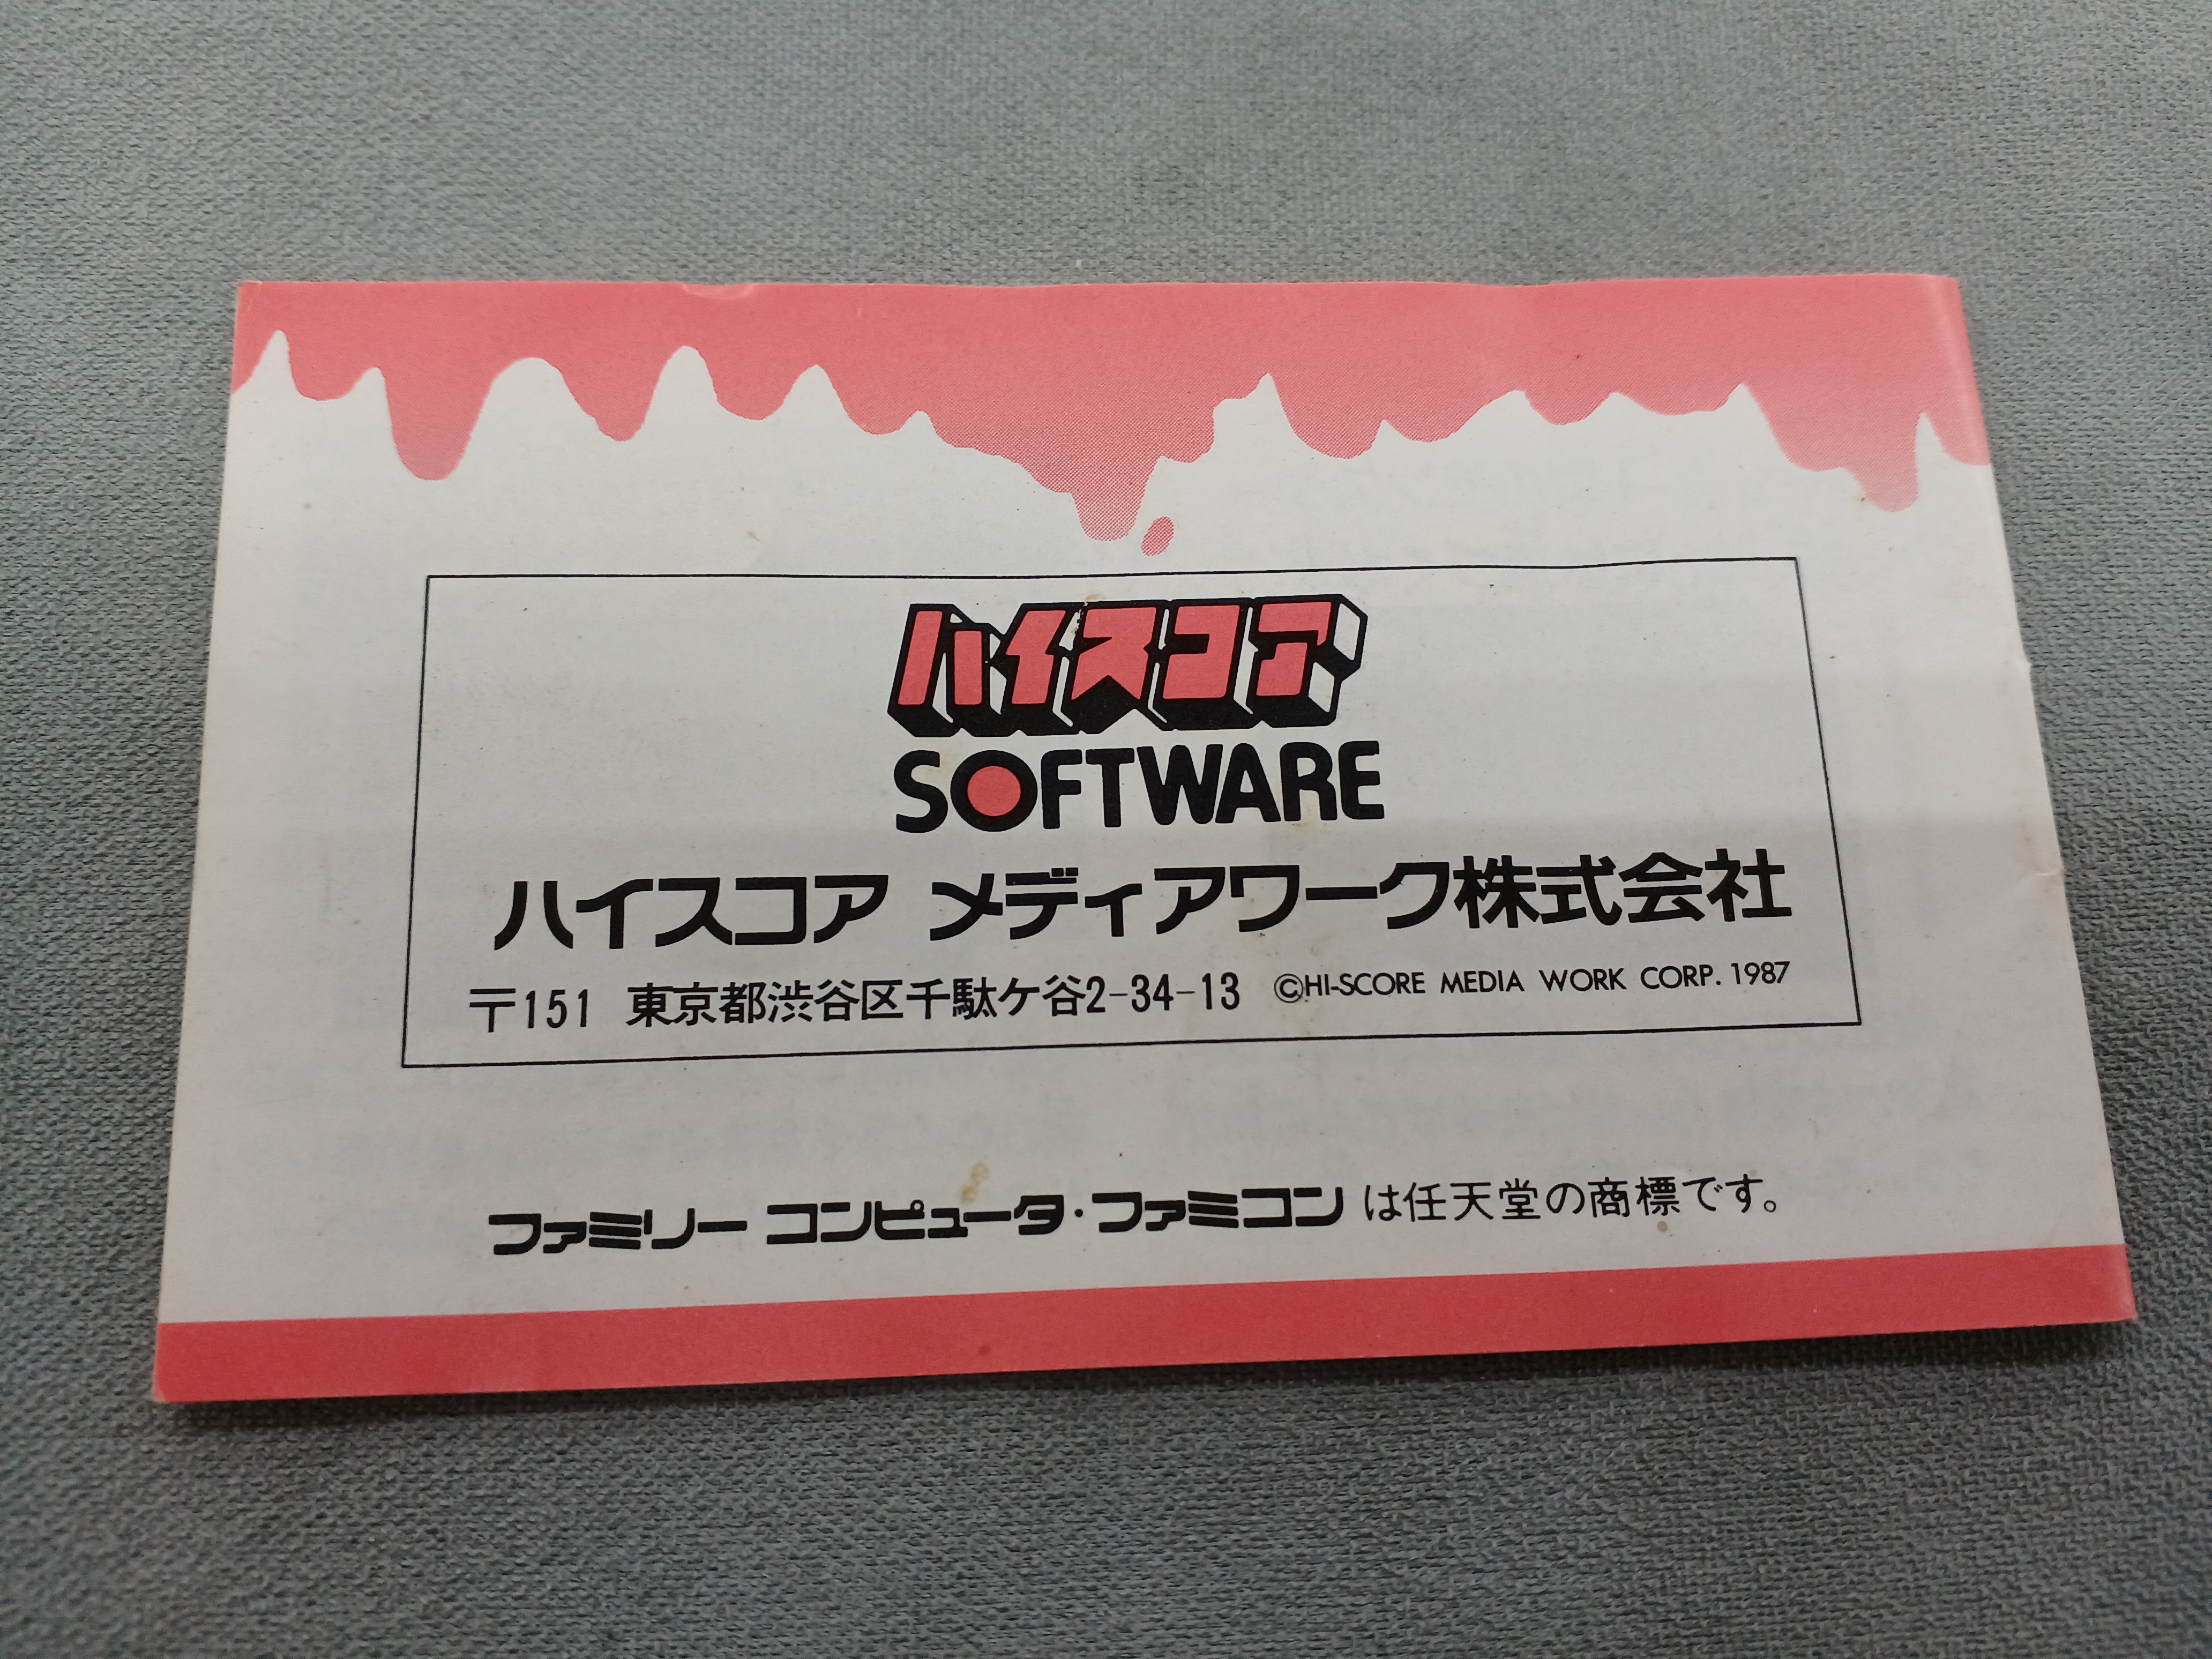 ハイスコア
SOFTWARE
ハイスコア メディアワーク株式会社
〒151 東京都渋谷区千駄ケ谷2-34-13 ©HI-SCORE MEDIA WORK CORP. 1987
ファミリー コンピュータ・ファミコン は任天堂の商標です。